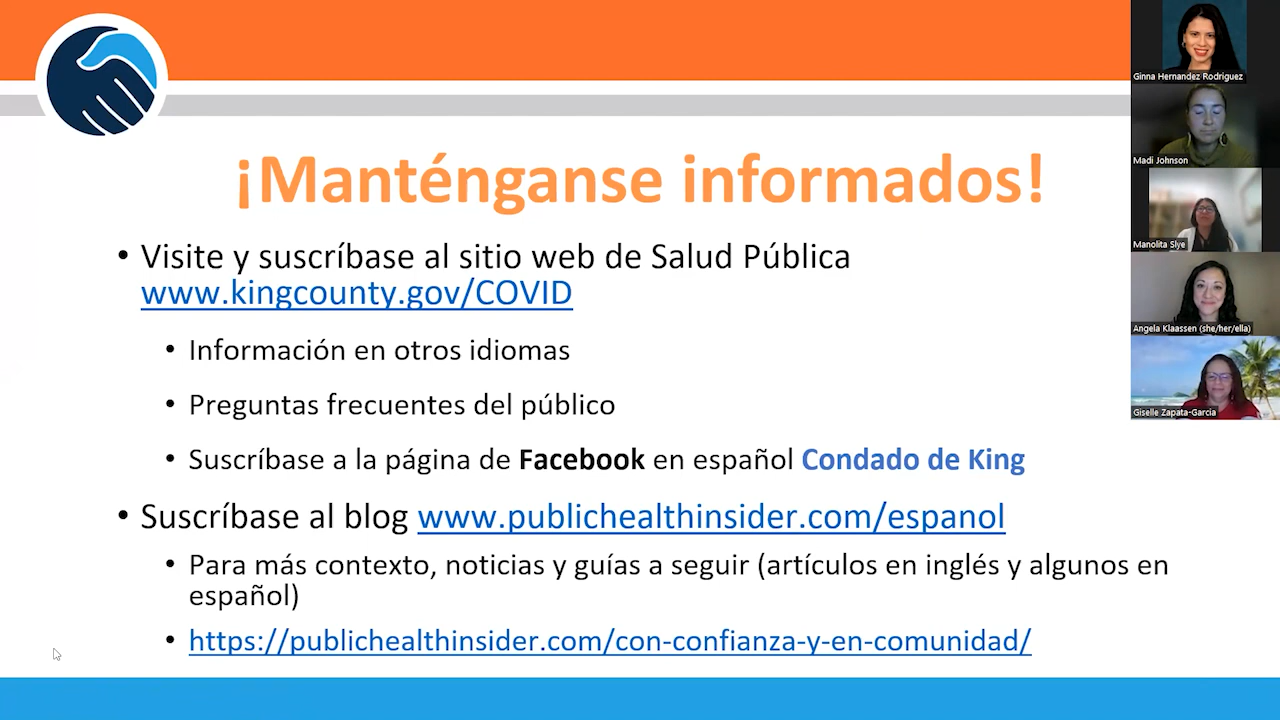 ¡Manténganse informados!
• Visite y suscríbase al sitio web de Salud Pública
www.kingcounty.gov/COVID
• Información en otros idiomas
• Preguntas frecuentes del público
• Suscríbase a la página de Facebook en español Condado de King
• Suscríbase al blog www.publichealthinsider.com/espanol
• Para más contexto, noticias y guías a seguir (artículos en inglés y algunos en
español)
• https://publichealthinsider.com/con-confianza-y-en-comunidad/
Ginna Hernandez Rodriguez
Madi Johnson
Manolita Slye
Angela Klaassen (she/her/ella)
Giselle Zapata-Garcia